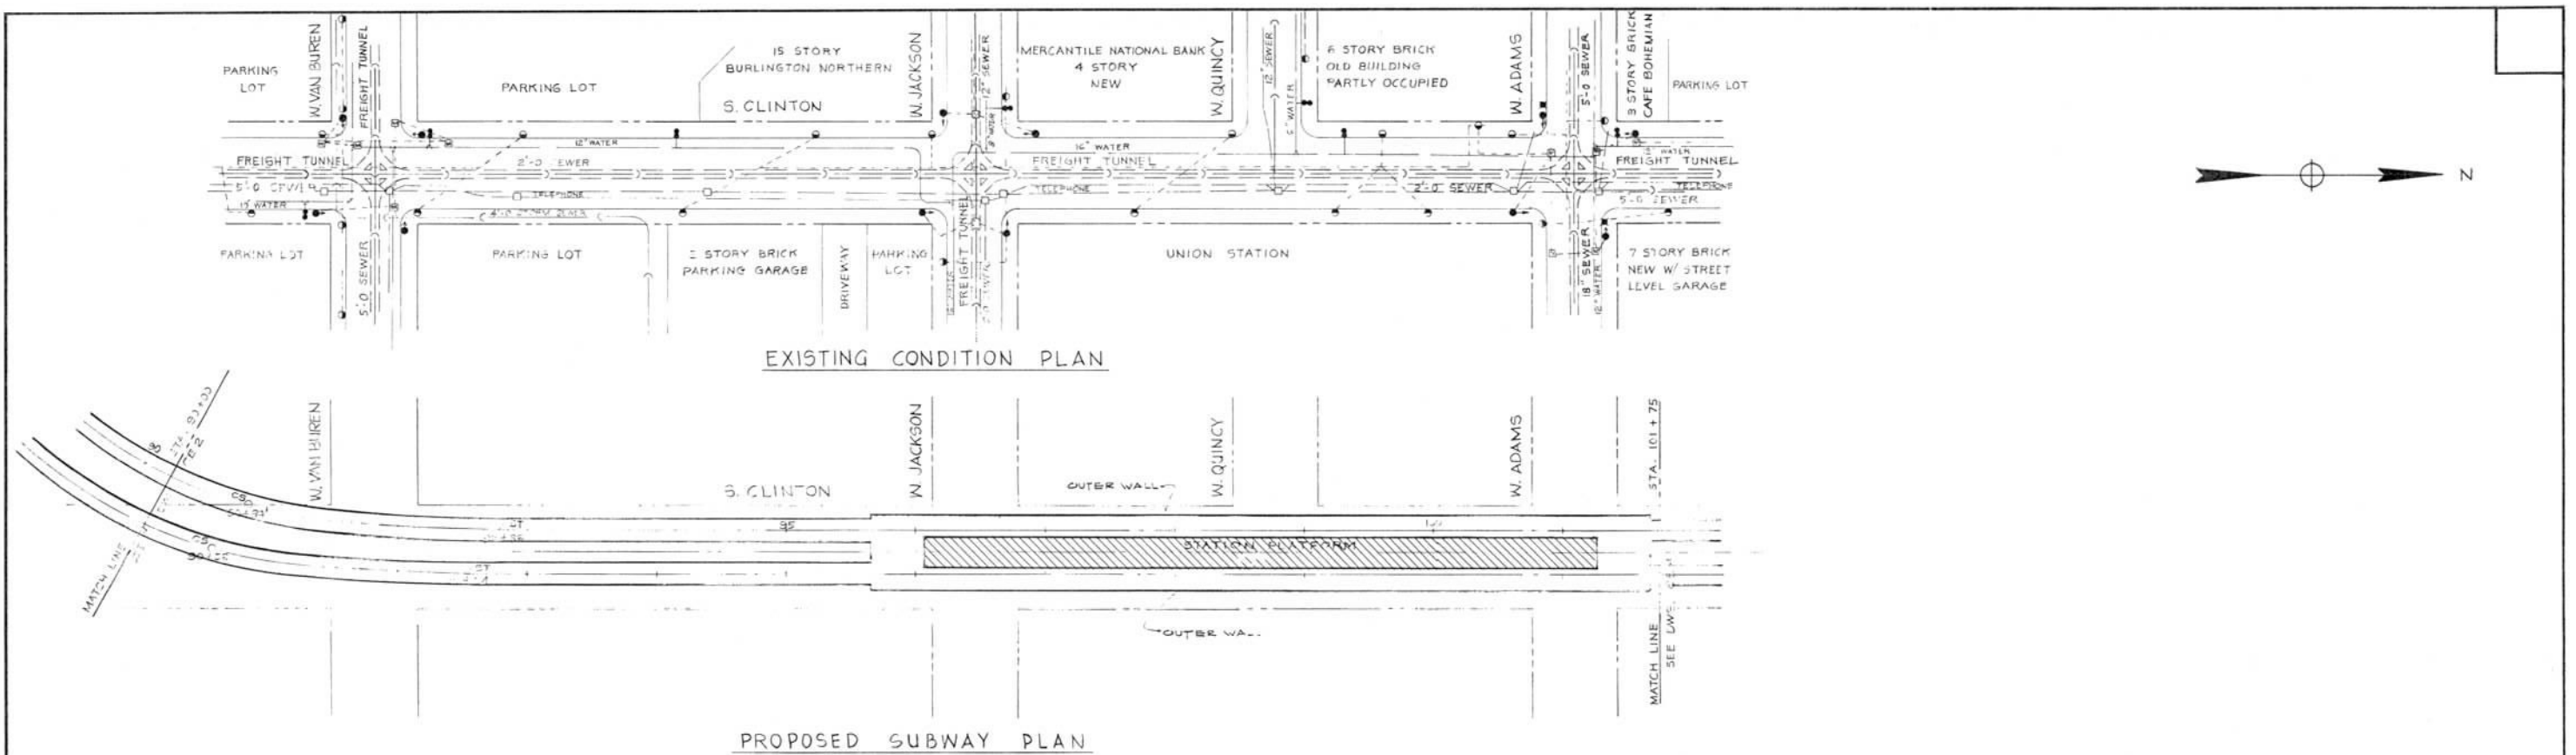 W. VAN BUREN
FREIGHT TUNNEL
PARKING
LOT
PARKING LOT
15 STORY
BURLINGTON NORTHERN
S. CLINTON
W. JACKSON
12" SEWER
MERCANTILE NATIONAL BANK
4 STORY
NEW
W. QUINCY
12" SEWER
6 STORY BRICK
OLD BUILDING
PARTLY OCCUPIED
W. ADAMS
5'-0 SEWER
3 STORY BRICK
CAFE BOHEMIAN
PARKING LOT
12" WATER
16" WATER
FREIGHT TUNNEL
2'-0 SEWER
FREIGHT TUNNEL
FREIGHT TUNNEL
5'-0 SEWER
TELEPHONE
TELEPHONE
2'-0 SEWER
TELEPHONE
5'-0 SEWER
PARKING LOT
5'-0 SEWER
PARKING LOT
STORY BRICK
PARKING GARAGE
DRIVEWAY
PARKING
LOT
FREIGHT TUNNEL
UNION STATION
18" SEWER
12" WATER
7 STORY BRICK
NEW W/ STREET
LEVEL GARAGE
N
EXISTING CONDITION PLAN
W. VAN BUREN
W. JACKSON
W. QUINCY
W. ADAMS
STA. 101 + 75
S. CLINTON
OUTER WALL
95
100
STATION PLATFORM
MATCH LINE
OUTER
MATCH LINE
SEE
PROPOSED SUBWAY PLAN